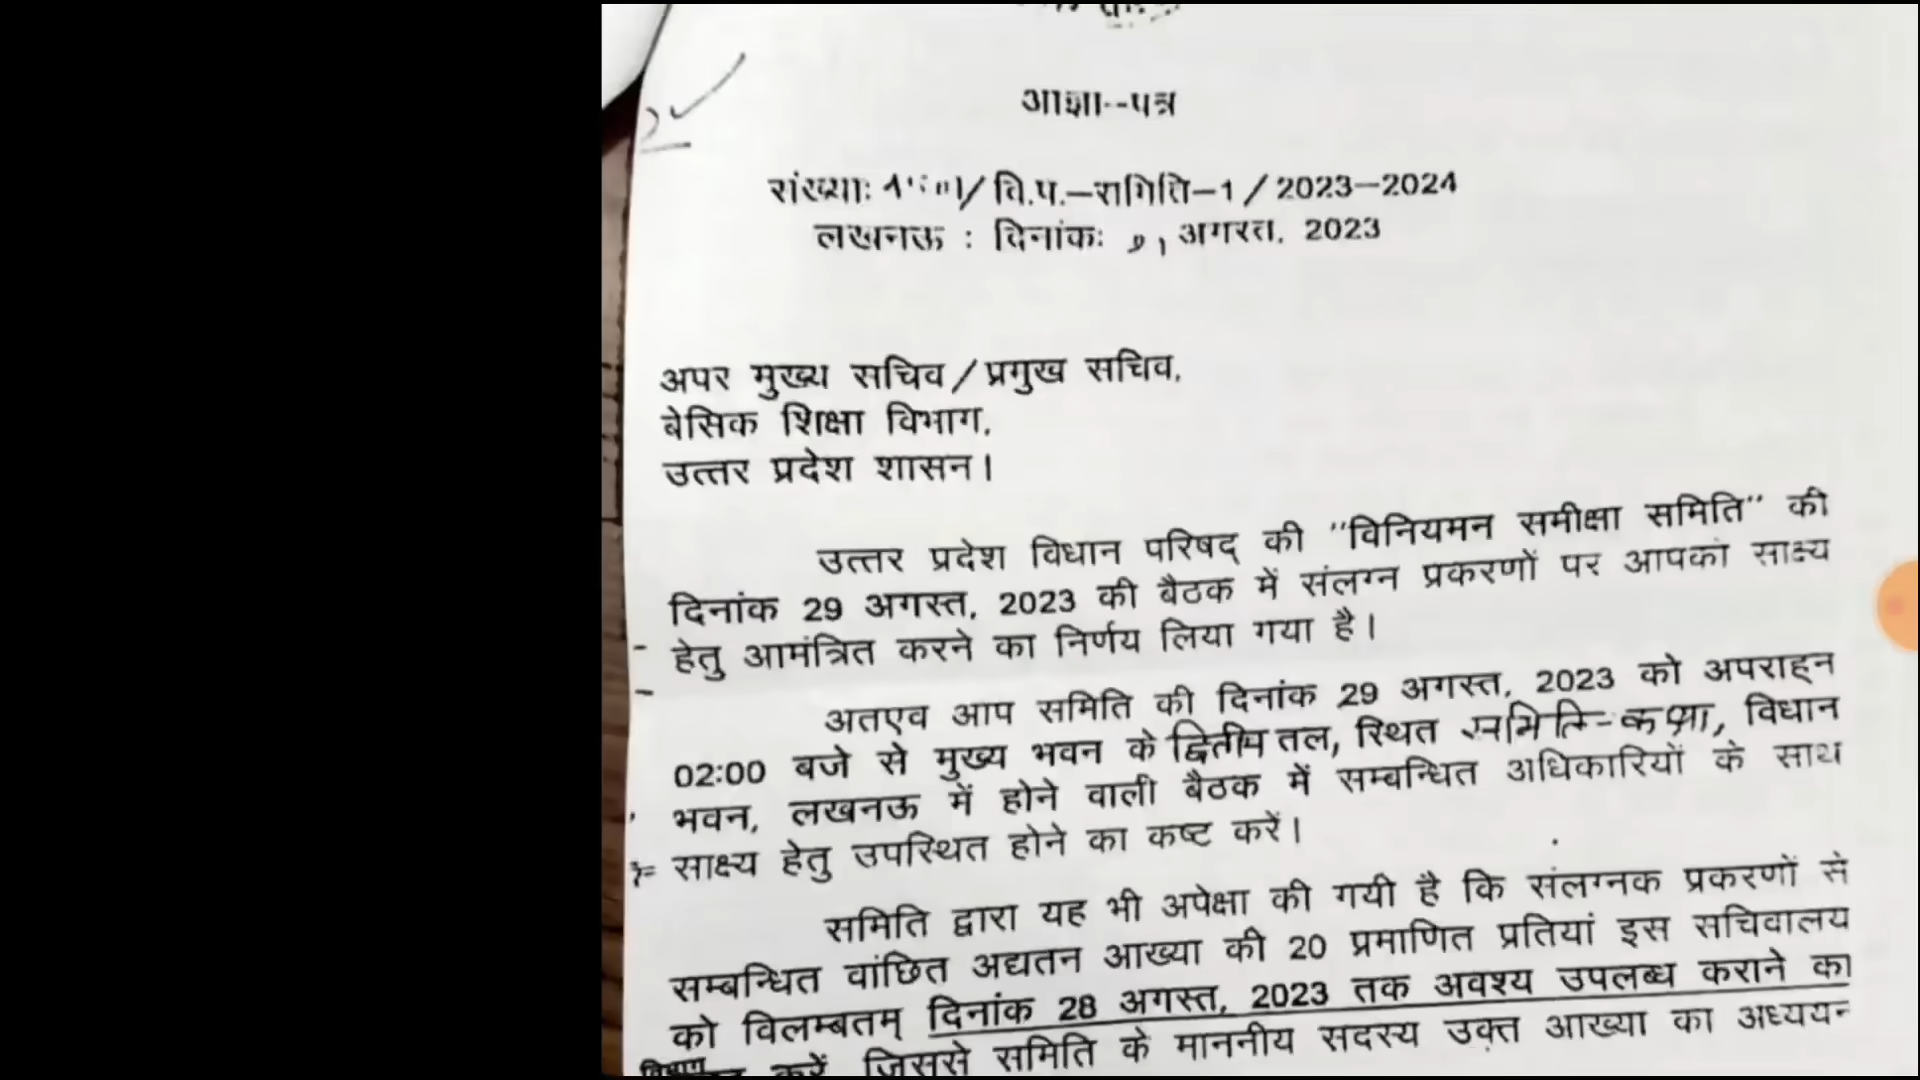 आज्ञा--पत्र
संख्याः / वि.प.–समिति–1 / 2023–2024
लखनऊ : दिनांकः अगस्त, 2023
अपर मुख्य सचिव/प्रमुख सचिव,
बेसिक शिक्षा विभाग,
उत्तर प्रदेश शासन।
उत्तर प्रदेश विधान परिषद् की "विनियमन समीक्षा समिति" की
दिनांक 29 अगस्त, 2023 की बैठक में संलग्न प्रकरणों पर आपको साक्ष्य
हेतु आमंत्रित करने का निर्णय लिया गया है।
अतएव आप समिति की दिनांक 29 अगस्त, 2023 को अपराह्न
02:00 बजे से मुख्य भवन के द्वितीय तल, स्थित समिति-कक्ष, विधान
भवन, लखनऊ में होने वाली बैठक में सम्बन्धित अधिकारियों के साथ
साक्ष्य हेतु उपस्थित होने का कष्ट करें।
समिति द्वारा यह भी अपेक्षा की गयी है कि संलग्नक प्रकरणों से
सम्बन्धित वांछित अद्यतन आख्या की 20 प्रमाणित प्रतियां इस सचिवालय
को विलम्बतम् दिनांक 28 अगस्त, 2023 तक अवश्य उपलब्ध कराने का
करें, जिससे समिति के माननीय सदस्य उक्त आख्या का अध्ययन